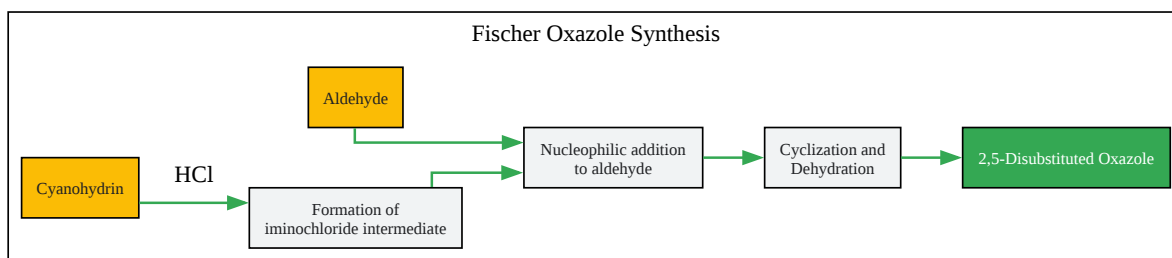 Fischer Oxazole Synthesis
Aldehyde
Cyanohydrin
HCl
Formation of
iminochloride intermediate
Nucleophilic addition
to aldehyde
Cyclization and
Dehydration
2,5-Disubstituted Oxazole